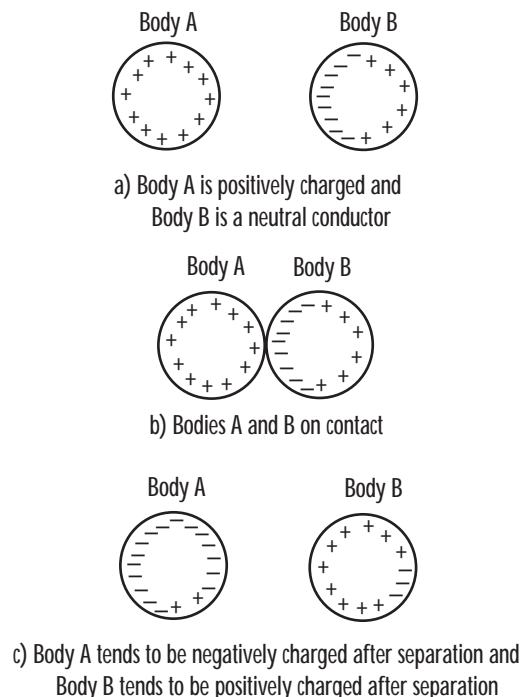 Body A Body B
a) Body A is positively charged and
Body B is a neutral conductor
Body A Body B
b) Bodies A and B on contact
Body A Body B
c) Body A tends to be negatively charged after separation and
Body B tends to be positively charged after separation